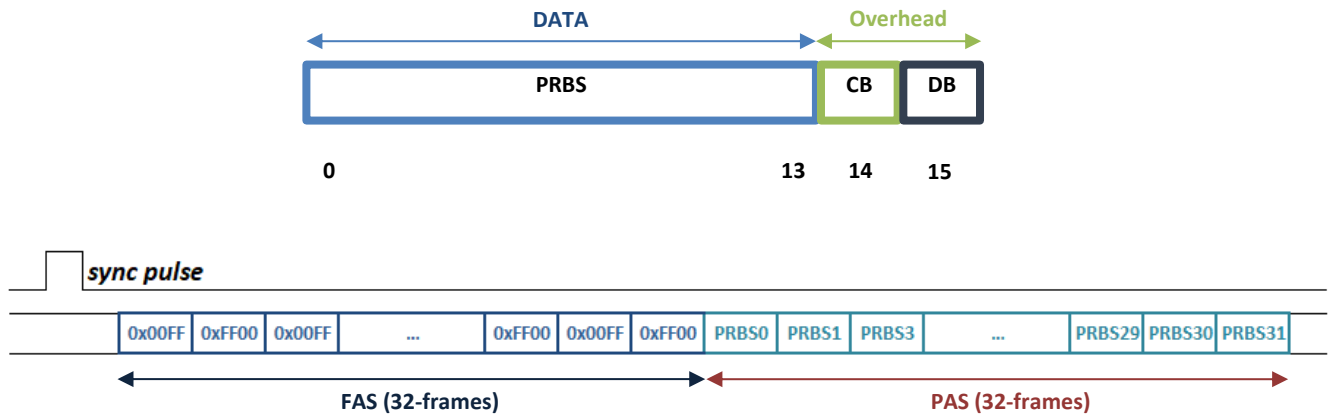 DATA Overhead
PRBS CB DB
0 13 14 15
sync pulse
0x00FF 0xFF00 0x00FF ... 0xFF00 0x00FF 0xFF00 PRBS0 PRBS1 PRBS3 ... PRBS29 PRBS30 PRBS31
FAS (32-frames) PAS (32-frames)